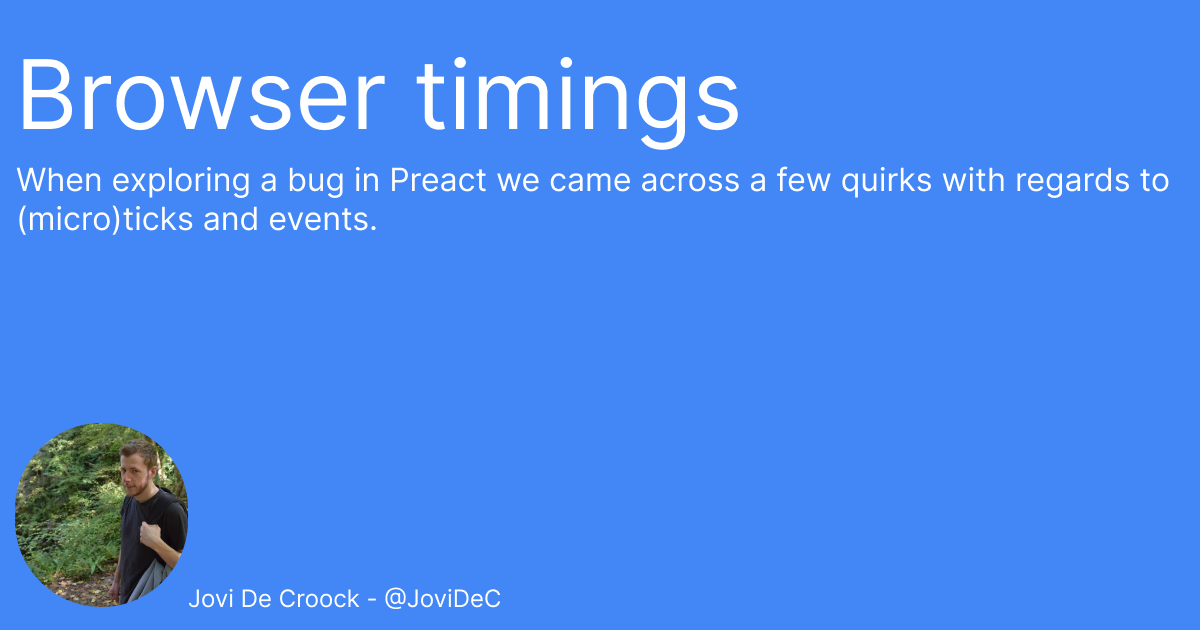 Browser timings
When exploring a bug in Preact we came across a few quirks with regards to
(micro)ticks and events.
Jovi De Croock - @JoviDeC